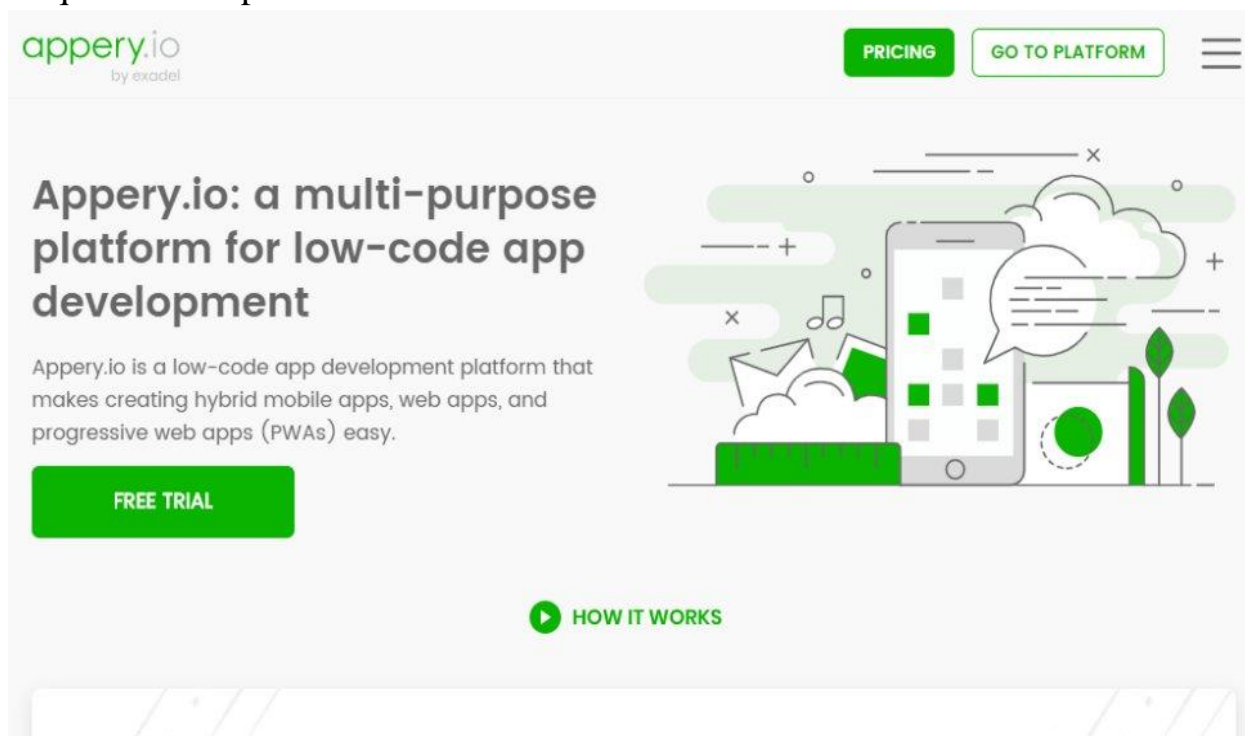 appery.io
by exadel
PRICING
GO TO PLATFORM
Appery.io: a multi-purpose
platform for low-code app
development
Appery.io is a low-code app development platform that
makes creating hybrid mobile apps, web apps, and
progressive web apps (PWAs) easy.
FREE TRIAL
HOW IT WORKS